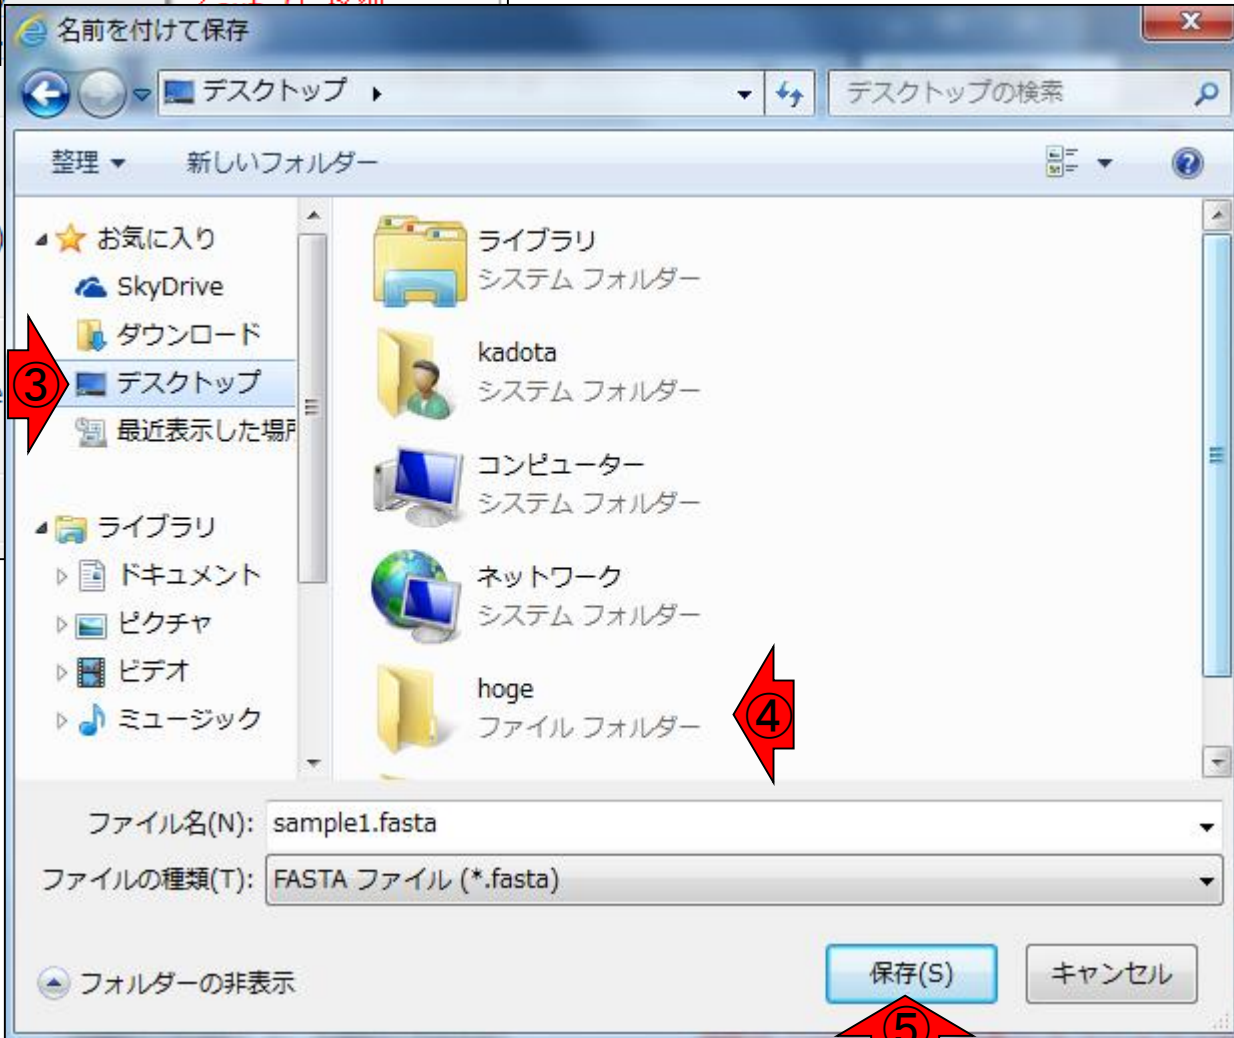 名前を付けて保存
x
デスクトップ
デスクトップの検索
整理
新しいフォルダー
お気に入り
SkyDrive
ダウンロード
③
デスクトップ
最近表示した場所
ライブラリ
ドキュメント
ピクチャ
ビデオ
ミュージック
ライブラリ
システム フォルダー
kadota
システム フォルダー
コンピューター
システム フォルダー
ネットワーク
システム フォルダー
hoge
ファイル フォルダー
④
ファイル名(N): sample1.fasta
ファイルの種類(T): FASTA ファイル (*.fasta)
フォルダーの非表示
保存(S)
キャンセル
⑤